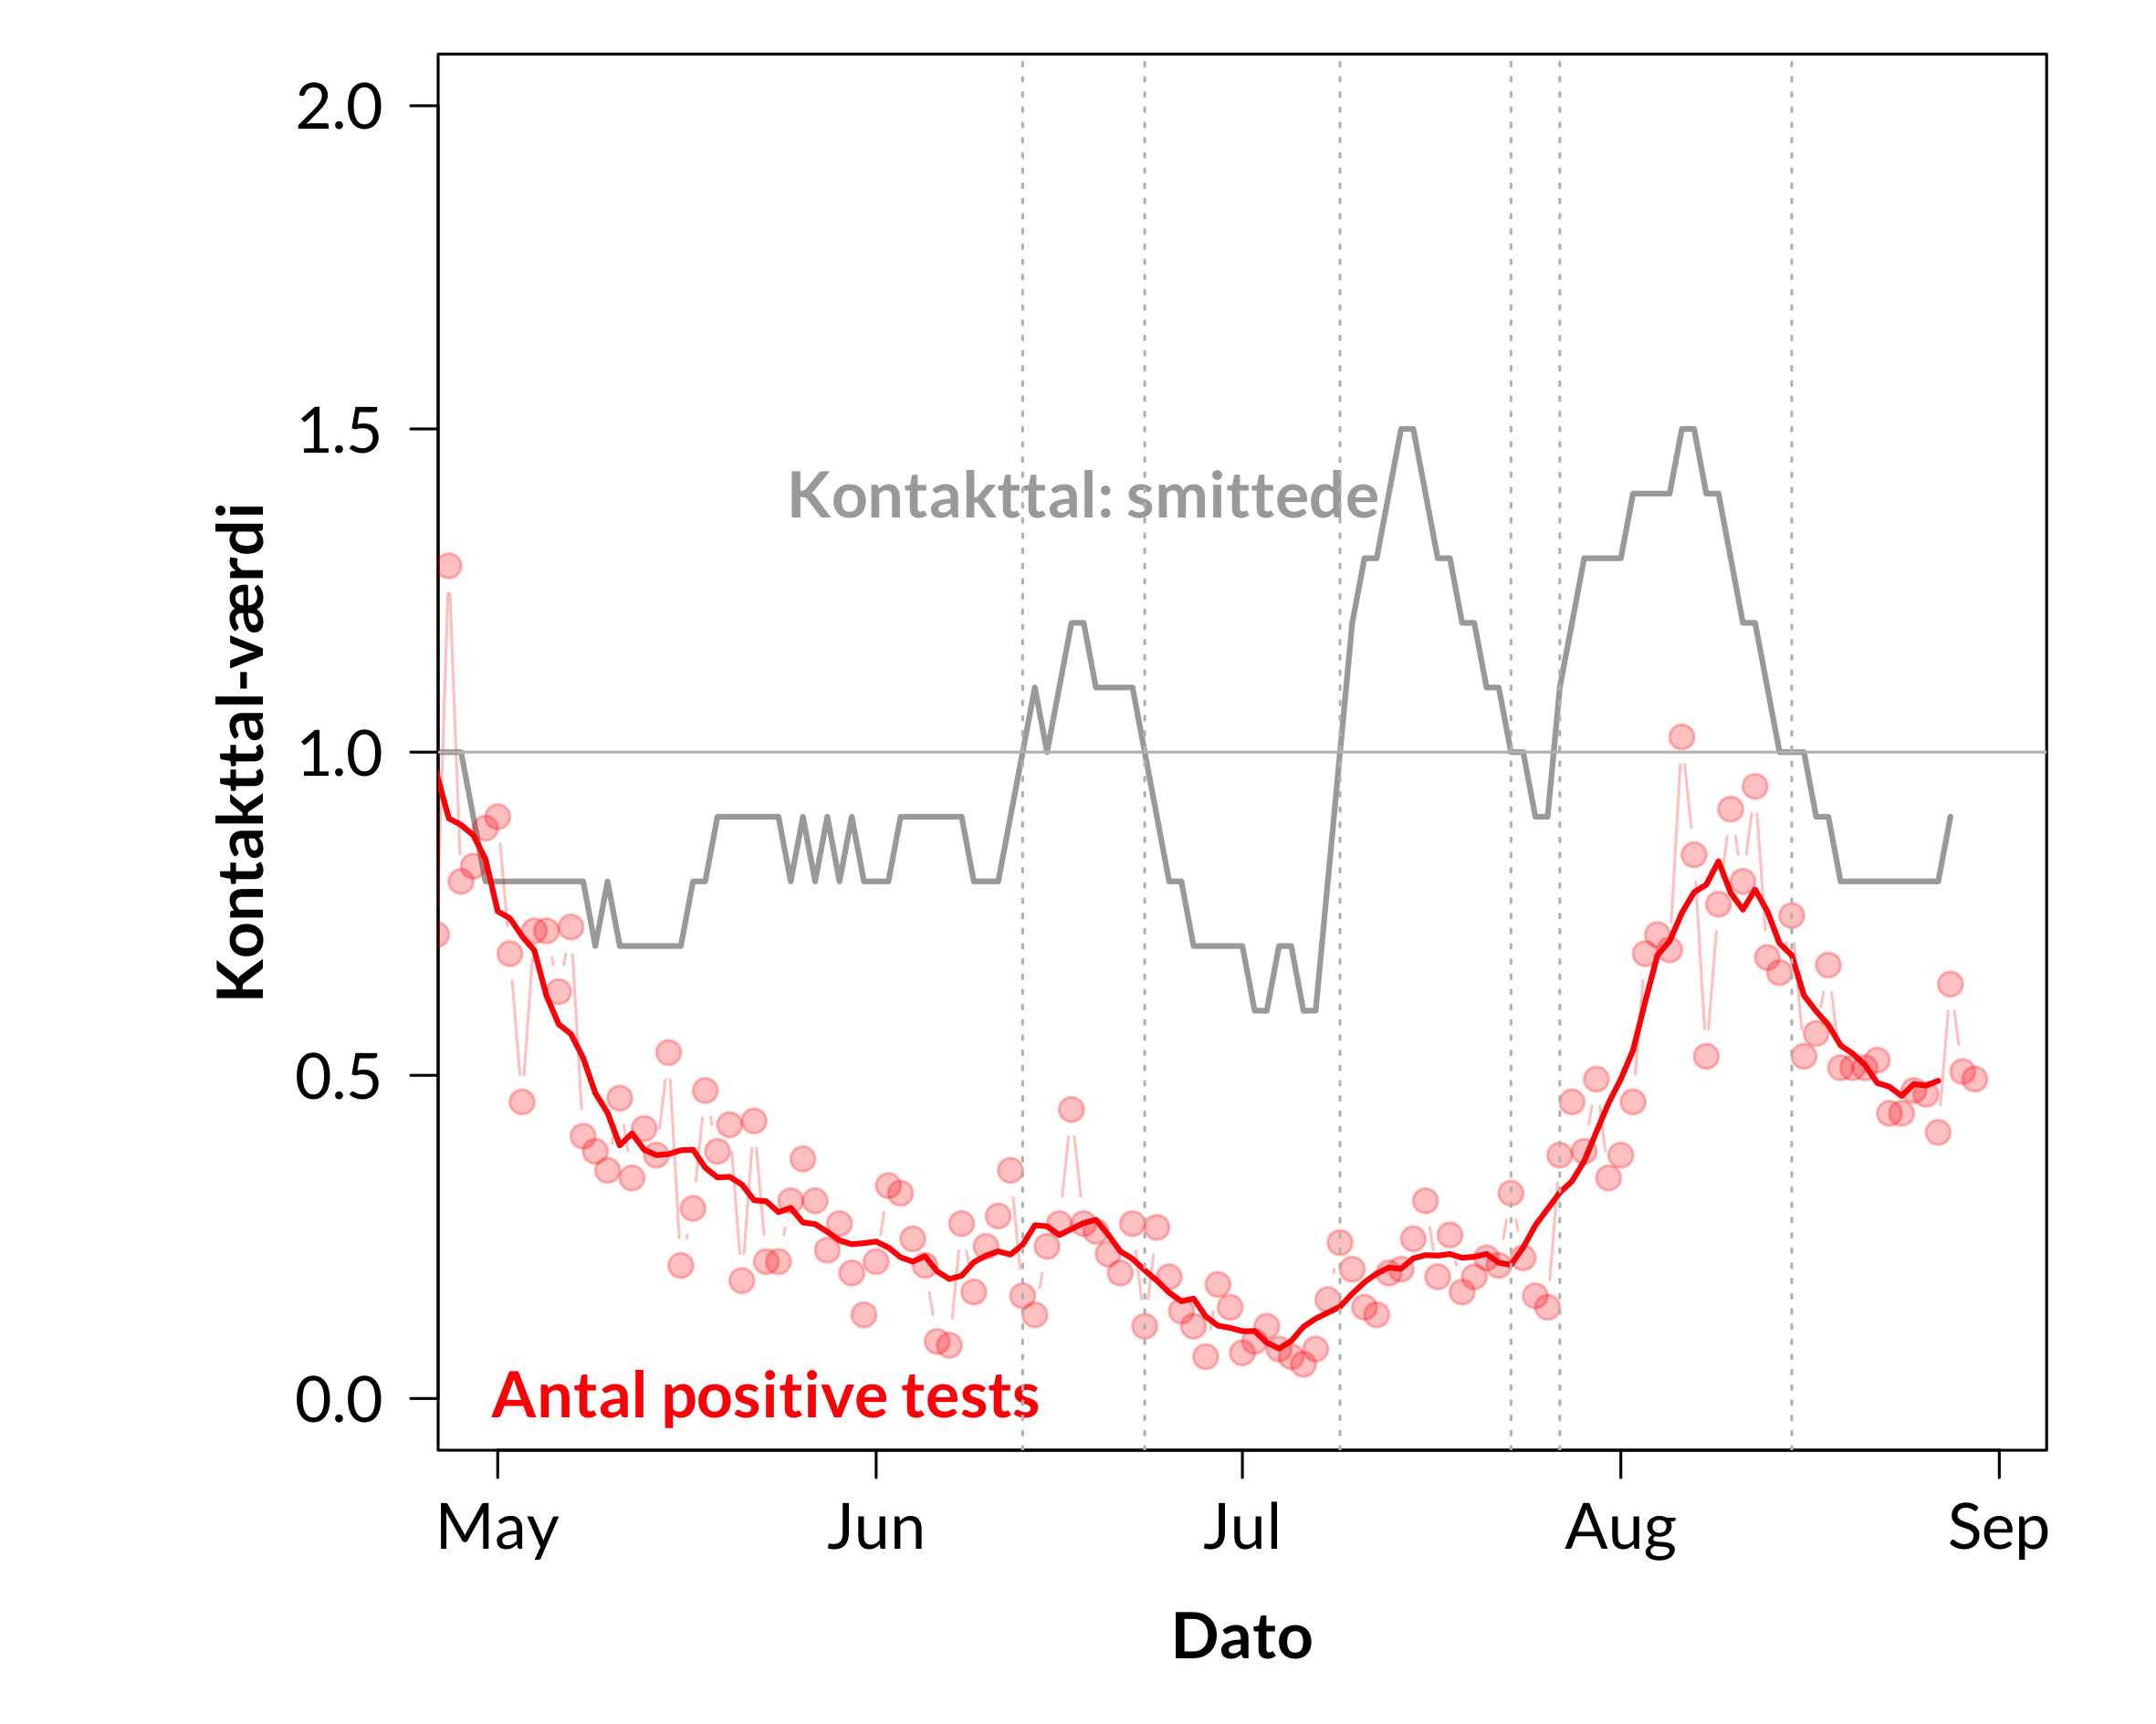 2.0
1.5
1.0
0.5
0.0
Kontakttal-værdi
Kontakttal: smittede
Antal positive tests
May Jun Jul Aug Sep
Dato